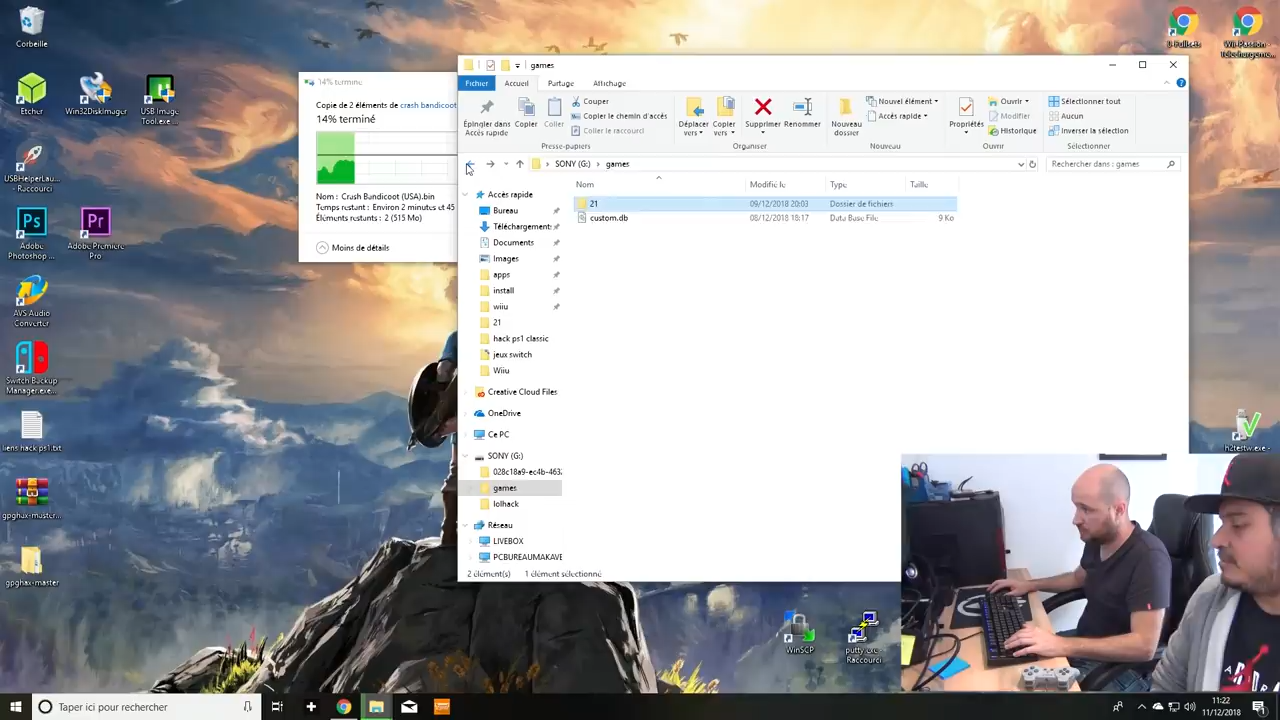 Corbeille
Etcher
Win32DiskImager
USB Image
Tool.exe ...
USBHelperLau...
- Raccourci
Adobe
Photoshop ...
Adobe Premiere
Pro
AVS Audio
Converter
Switch Backup
Manager.exe...
liens hack ps1.txt
gpghax-master...
gpghax-master
14% terminé
Copie de 2 éléments de crash bandicoot
14% terminé
Nom : Crash Bandicoot (USA).bin
Temps restant : Environ 2 minutes et 45
Éléments restants : 2 (515 Mo)
Moins de détails
games
Fichier
Accueil
Partage
Affichage
Épingler dans
Accès rapide
Copier
Coller
Couper
Copier le chemin d'accès
Coller le raccourci
Presse-papiers
Déplacer
vers
Copier
vers
Supprimer
Renommer
Organiser
Nouveau
dossier
Nouvel élément
Accès rapide
Nouveau
Propriétés
Ouvrir
Modifier
Historique
Ouvrir
Sélectionner tout
Aucun
Inverser la sélection
Sélectionner
SONY (G:) › games
Rechercher dans : games
Nom
Modifié le
Type
Taille
21 09/12/2018 20:03 Dossier de fichiers
custom.db 08/12/2018 18:17 Data Base File 9 Ko
Accès rapide
Bureau
Téléchargement:
Documents
Images
apps
install
wiiu
21
hack ps1 classic
jeux switch
Wiiu
Creative Cloud Files
OneDrive
Ce PC
SONY (G:)
028c18a9-ec4b-463:
games
lolhack
Réseau
LIVEBOX
PCBUREAUMAKAVE
2 élément(s) 1 élément sélectionné
h2testw.exe -
WinSCP
putty.exe -
Raccourci
Taper ici pour rechercher
11:22
11/12/2018